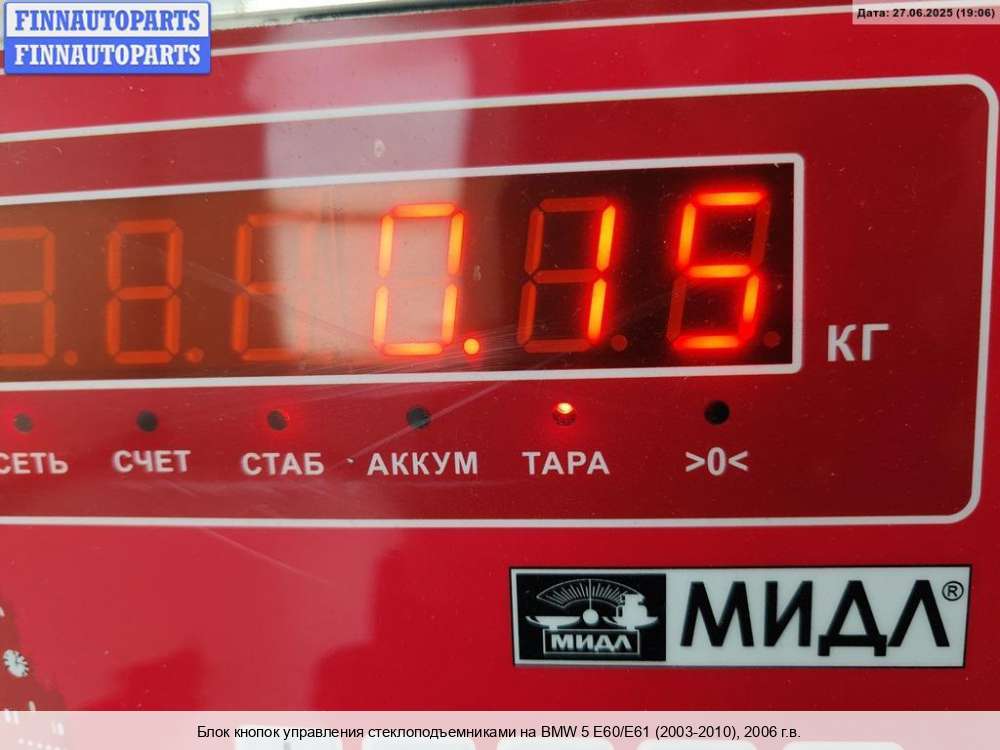 FINNAUTOPARTS
FINNAUTOPARTS
Дата: 27.06.2025 (19:06)
0.15
КГ
СЕТЬ СЧЕТ СТАБ АККУМ ТАРА >0<
МИДЛ МИДЛ®
Блок кнопок управления стеклоподъемниками на BMW 5 E60/E61 (2003-2010), 2006 г.в.